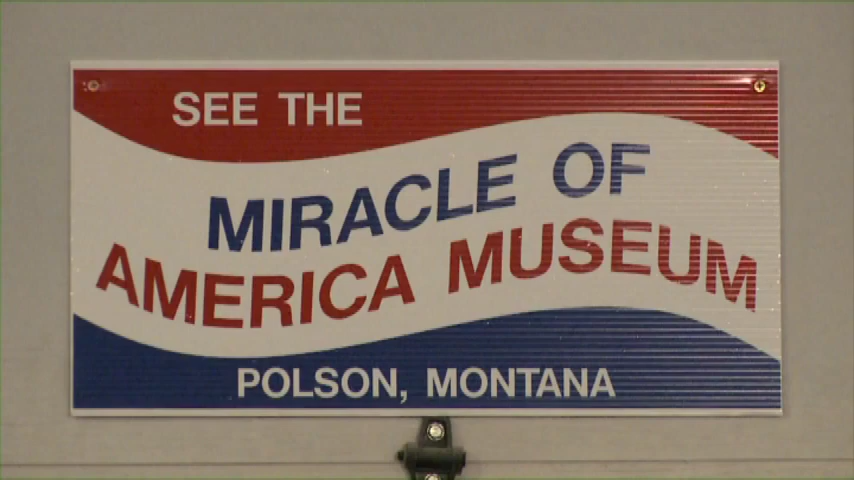 SEE THE
MIRACLE OF
AMERICA MUSEUM
POLSON, MONTANA